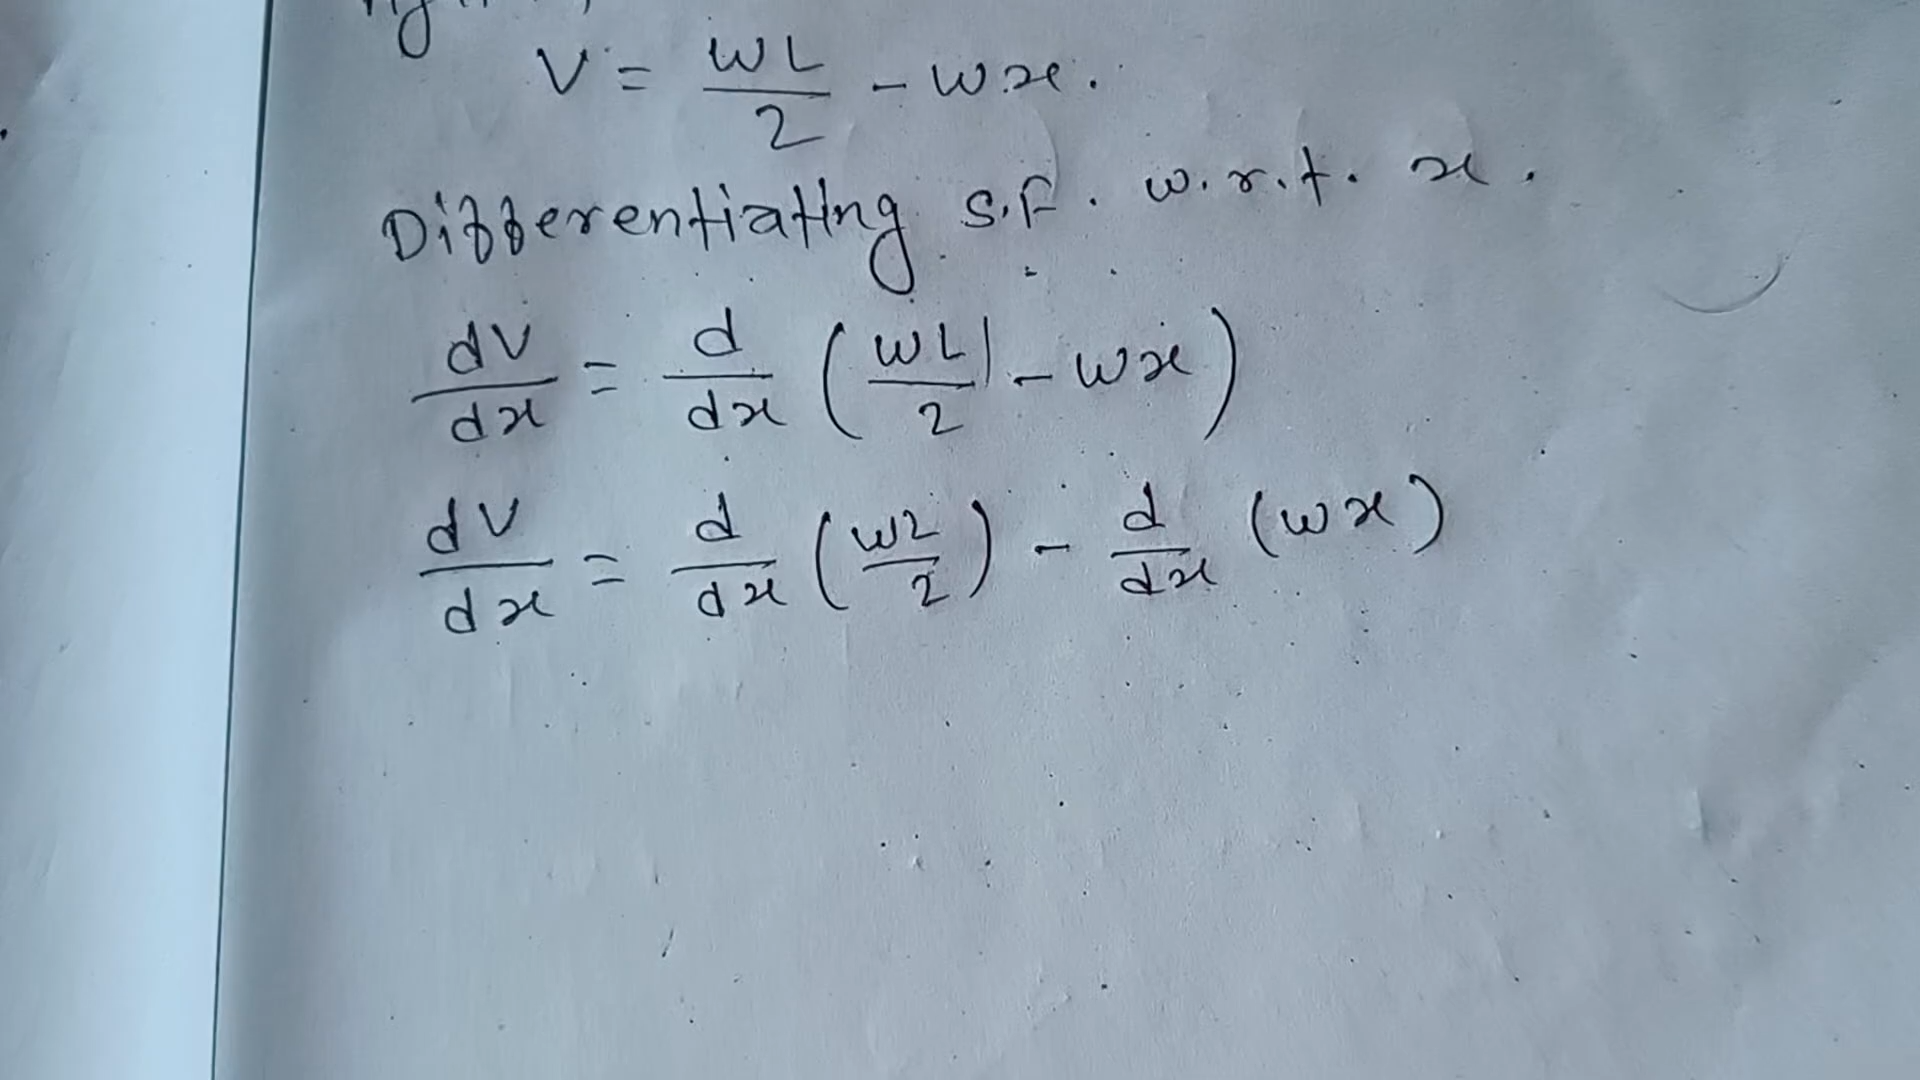 V = WL/2 - Wx.
Differentiating S.F. w.r.t. x.
dV/dx = d/dx (WL/2 - Wx)
dV/dx = d/dx (WL/2) - d/dx (wx)